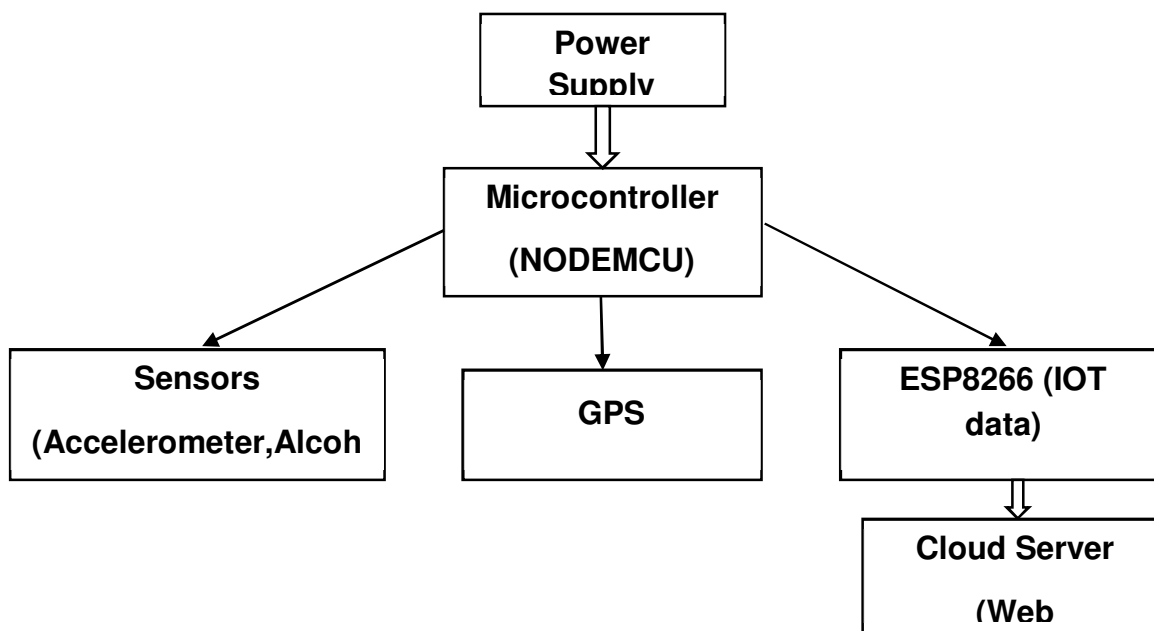 Power
Supply
Microcontroller
(NODEMCU)
Sensors
(Accelerometer,Alcoh
GPS
ESP8266 (IOT
data)
Cloud Server
(Web